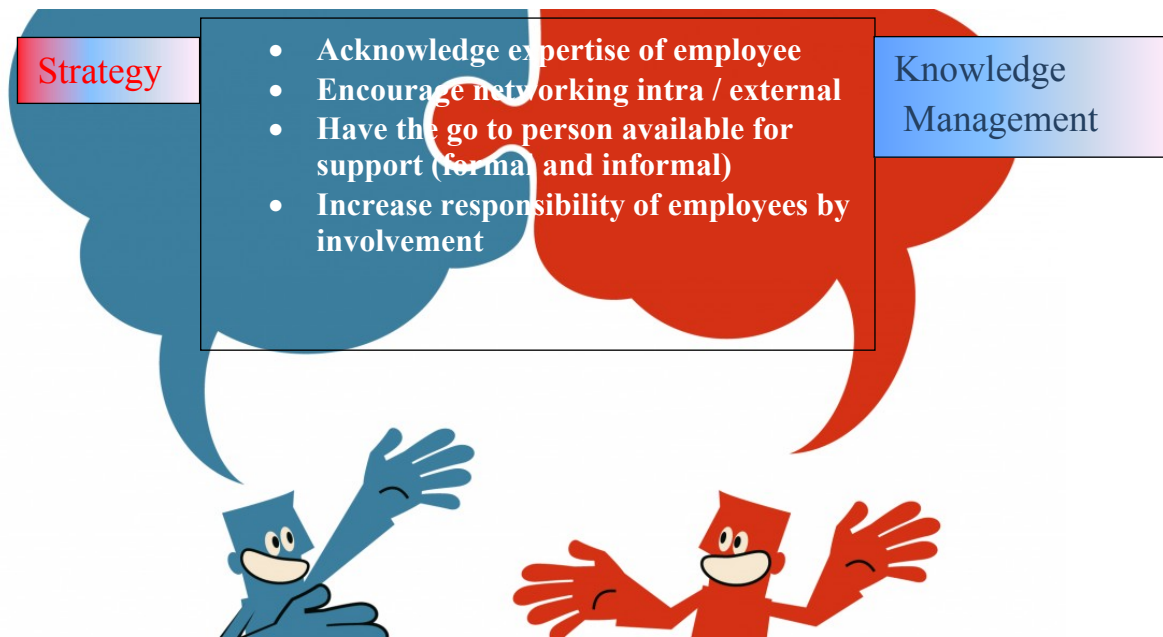 Strategy
• Acknowledge expertise of employee
• Encourage networking intra / external
• Have the go to person available for
support (formal and informal)
• Increase responsibility of employees by
involvement
Knowledge
Management